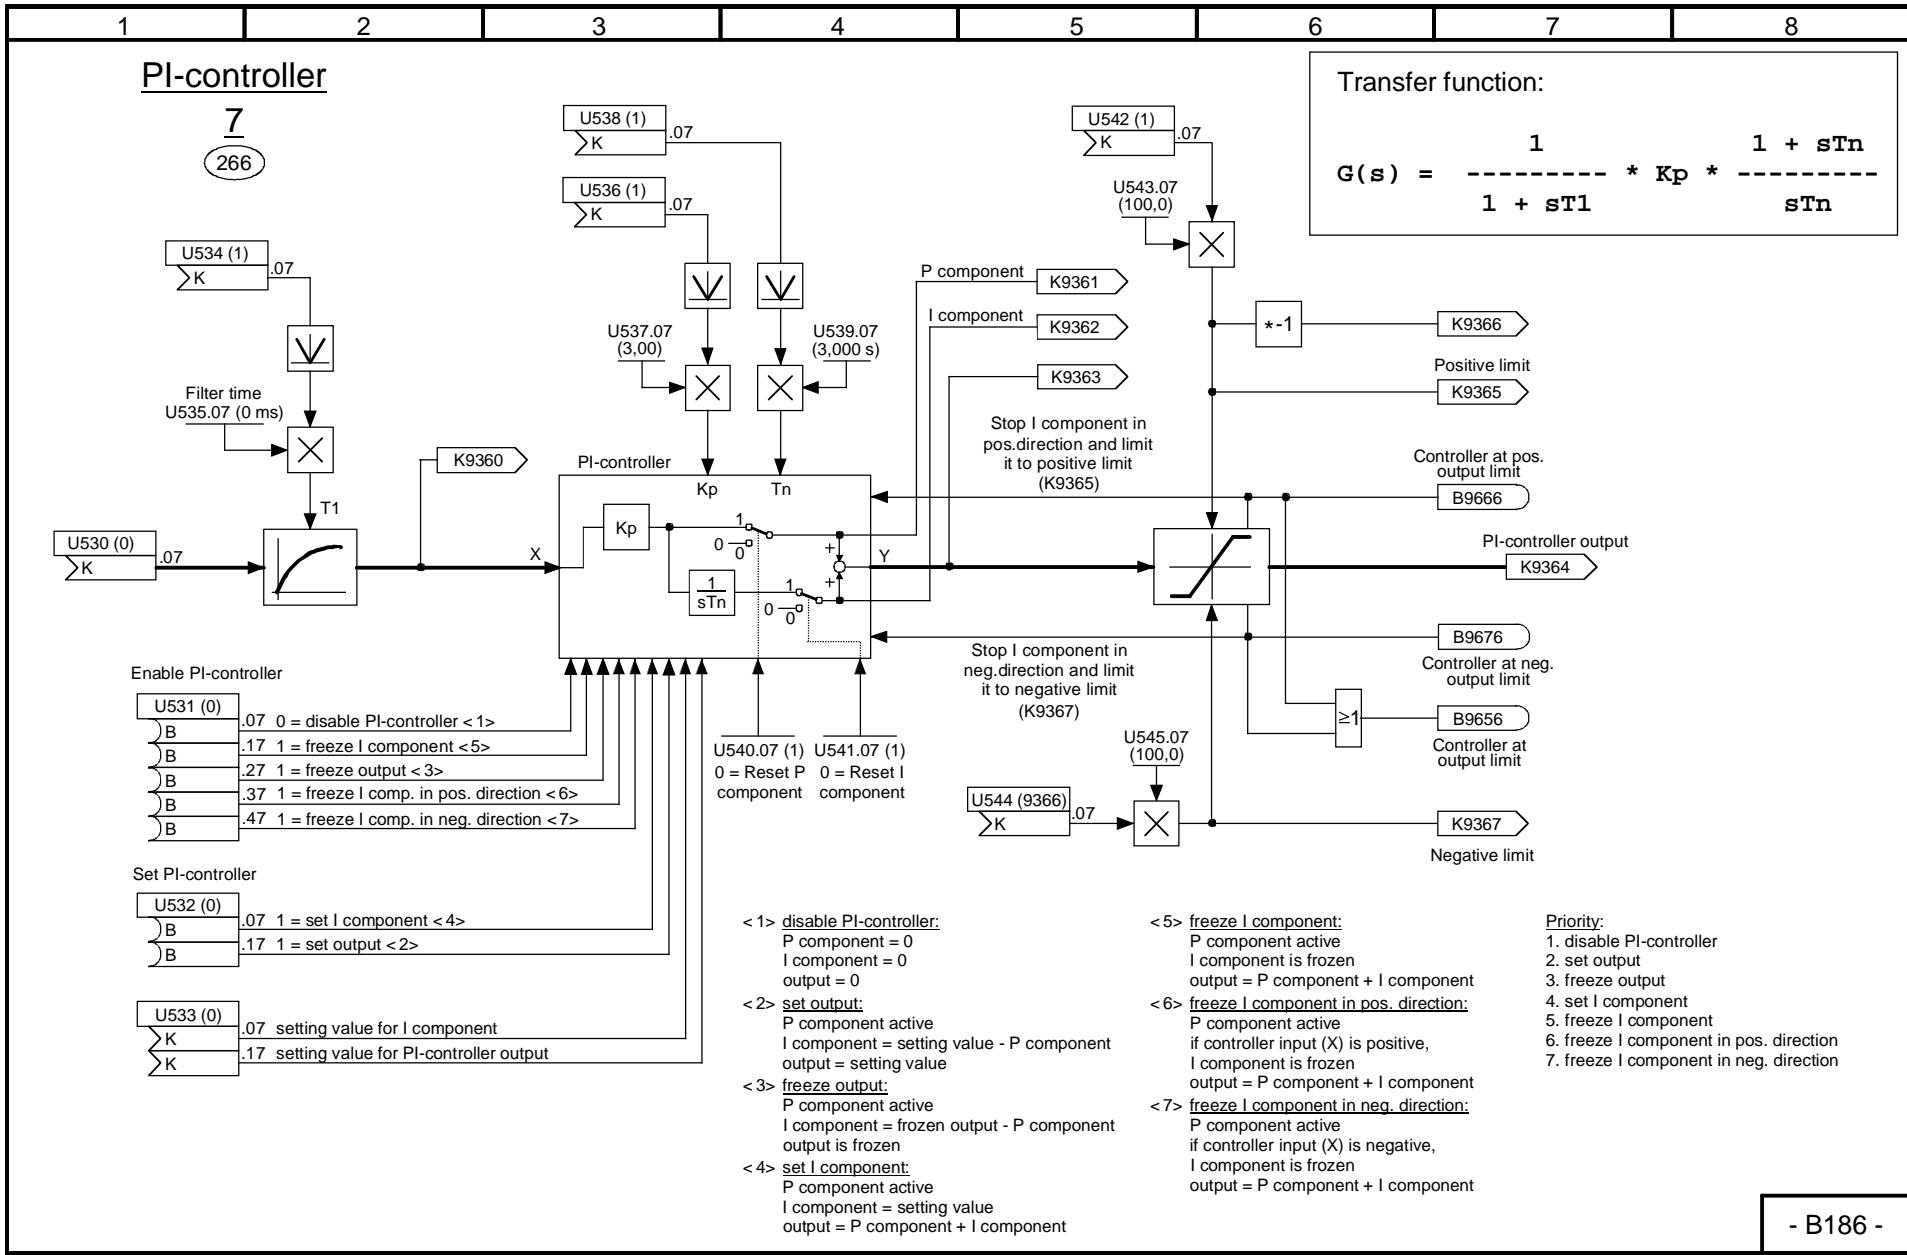 1 2 3 4 5 6 7 8
PI-controller
7
266
Transfer function:
1 1 + sTn
G(s) = --------- * Kp * ---------
1 + sT1 sTn
U538 (1)
K
.07
U536 (1)
K
.07
U542 (1)
K
.07
U543.07
(100,0)
U534 (1)
K
.07
U537.07
(3,00)
U539.07
(3,000 s)
P component
K9361
I component
K9362
K9363
*-1
K9366
Positive limit
K9365
Filter time
U535.07 (0 ms)
T1
K9360
Stop I component in
pos.direction and limit
it to positive limit
(K9365)
Controller at pos.
output limit
B9666
PI-controller
Kp Tn
U530 (0)
K
.07
X
Kp
1
0
0
+
Y
+
1
sTn
1
0
0
PI-controller output
K9364
B9676
Controller at neg.
output limit
Stop I component in
neg.direction and limit
it to negative limit
(K9367)
≥1
B9656
Controller at
output limit
Enable PI-controller
U531 (0)
B .07 0 = disable PI-controller <1>
B .17 1 = freeze I component <5>
B .27 1 = freeze output <3>
B .37 1 = freeze I comp. in pos. direction <6>
B .47 1 = freeze I comp. in neg. direction <7>
U540.07 (1)
0 = Reset P
component
U541.07 (1)
0 = Reset I
component
U545.07
(100,0)
U544 (9366)
K
.07
K9367
Negative limit
Set PI-controller
U532 (0)
B .07 1 = set I component <4>
B .17 1 = set output <2>
U533 (0)
K .07 setting value for I component
K .17 setting value for PI-controller output
<1> disable PI-controller:
P component = 0
I component = 0
output = 0
<2> set output:
P component active
I component = setting value - P component
output = setting value
<3> freeze output:
P component active
I component = frozen output - P component
output is frozen
<4> set I component:
P component active
I component = setting value
output = P component + I component
<5> freeze I component:
P component active
I component is frozen
output = P component + I component
<6> freeze I component in pos. direction:
P component active
if controller input (X) is positive,
I component is frozen
output = P component + I component
<7> freeze I component in neg. direction:
P component active
if controller input (X) is negative,
I component is frozen
output = P component + I component
Priority:
1. disable PI-controller
2. set output
3. freeze output
4. set I component
5. freeze I component
6. freeze I component in pos. direction
7. freeze I component in neg. direction
- B186 -